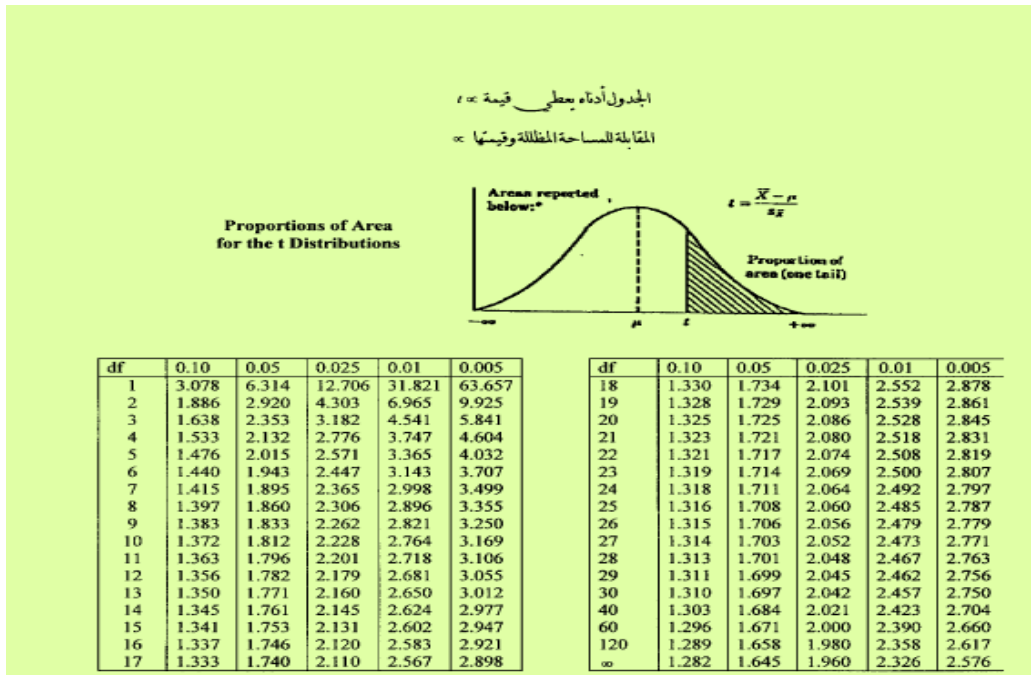 الجدول أدناه يعطي قيمة t ∝
المقابلة للمساحة المظللة وقيمتها ∝
Areas reported
below:*
t = X̄ − μ / s_X̄
Proportions of Area
for the t Distributions
Proportion of
area (one tail)
−∞ μ t +∞
df 0.10 0.05 0.025 0.01 0.005
1 3.078 6.314 12.706 31.821 63.657
2 1.886 2.920 4.303 6.965 9.925
3 1.638 2.353 3.182 4.541 5.841
4 1.533 2.132 2.776 3.747 4.604
5 1.476 2.015 2.571 3.365 4.032
6 1.440 1.943 2.447 3.143 3.707
7 1.415 1.895 2.365 2.998 3.499
8 1.397 1.860 2.306 2.896 3.355
9 1.383 1.833 2.262 2.821 3.250
10 1.372 1.812 2.228 2.764 3.169
11 1.363 1.796 2.201 2.718 3.106
12 1.356 1.782 2.179 2.681 3.055
13 1.350 1.771 2.160 2.650 3.012
14 1.345 1.761 2.145 2.624 2.977
15 1.341 1.753 2.131 2.602 2.947
16 1.337 1.746 2.120 2.583 2.921
17 1.333 1.740 2.110 2.567 2.898
df 0.10 0.05 0.025 0.01 0.005
18 1.330 1.734 2.101 2.552 2.878
19 1.328 1.729 2.093 2.539 2.861
20 1.325 1.725 2.086 2.528 2.845
21 1.323 1.721 2.080 2.518 2.831
22 1.321 1.717 2.074 2.508 2.819
23 1.319 1.714 2.069 2.500 2.807
24 1.318 1.711 2.064 2.492 2.797
25 1.316 1.708 2.060 2.485 2.787
26 1.315 1.706 2.056 2.479 2.779
27 1.314 1.703 2.052 2.473 2.771
28 1.313 1.701 2.048 2.467 2.763
29 1.311 1.699 2.045 2.462 2.756
30 1.310 1.697 2.042 2.457 2.750
40 1.303 1.684 2.021 2.423 2.704
60 1.296 1.671 2.000 2.390 2.660
120 1.289 1.658 1.980 2.358 2.617
∞ 1.282 1.645 1.960 2.326 2.576